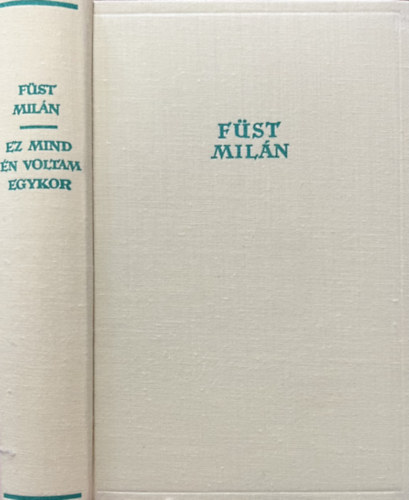 FÜST
MILÁN
EZ MIND
ÉN VOLTAM
EGYKOR
FÜST
MILÁN